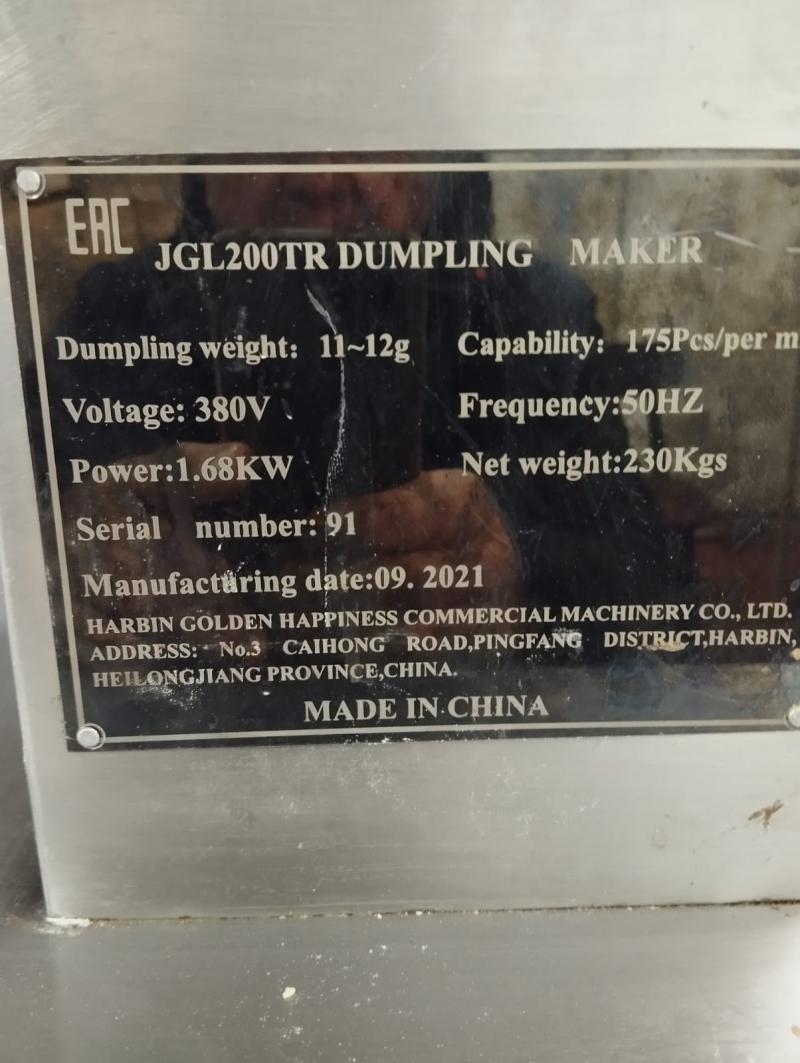 EAC
JGL200TR DUMPLING MAKER
Dumpling weight: 11~12g Capability: 175Pcs/per m
Voltage: 380V Frequency:50HZ
Power:1.68KW Net weight:230Kgs
Serial number: 91
Manufacturing date:09. 2021
HARBIN GOLDEN HAPPINESS COMMERCIAL MACHINERY CO., LTD.
ADDRESS: No.3 CAIHONG ROAD,PINGFANG DISTRICT,HARBIN,
HEILONGJIANG PROVINCE,CHINA.
MADE IN CHINA